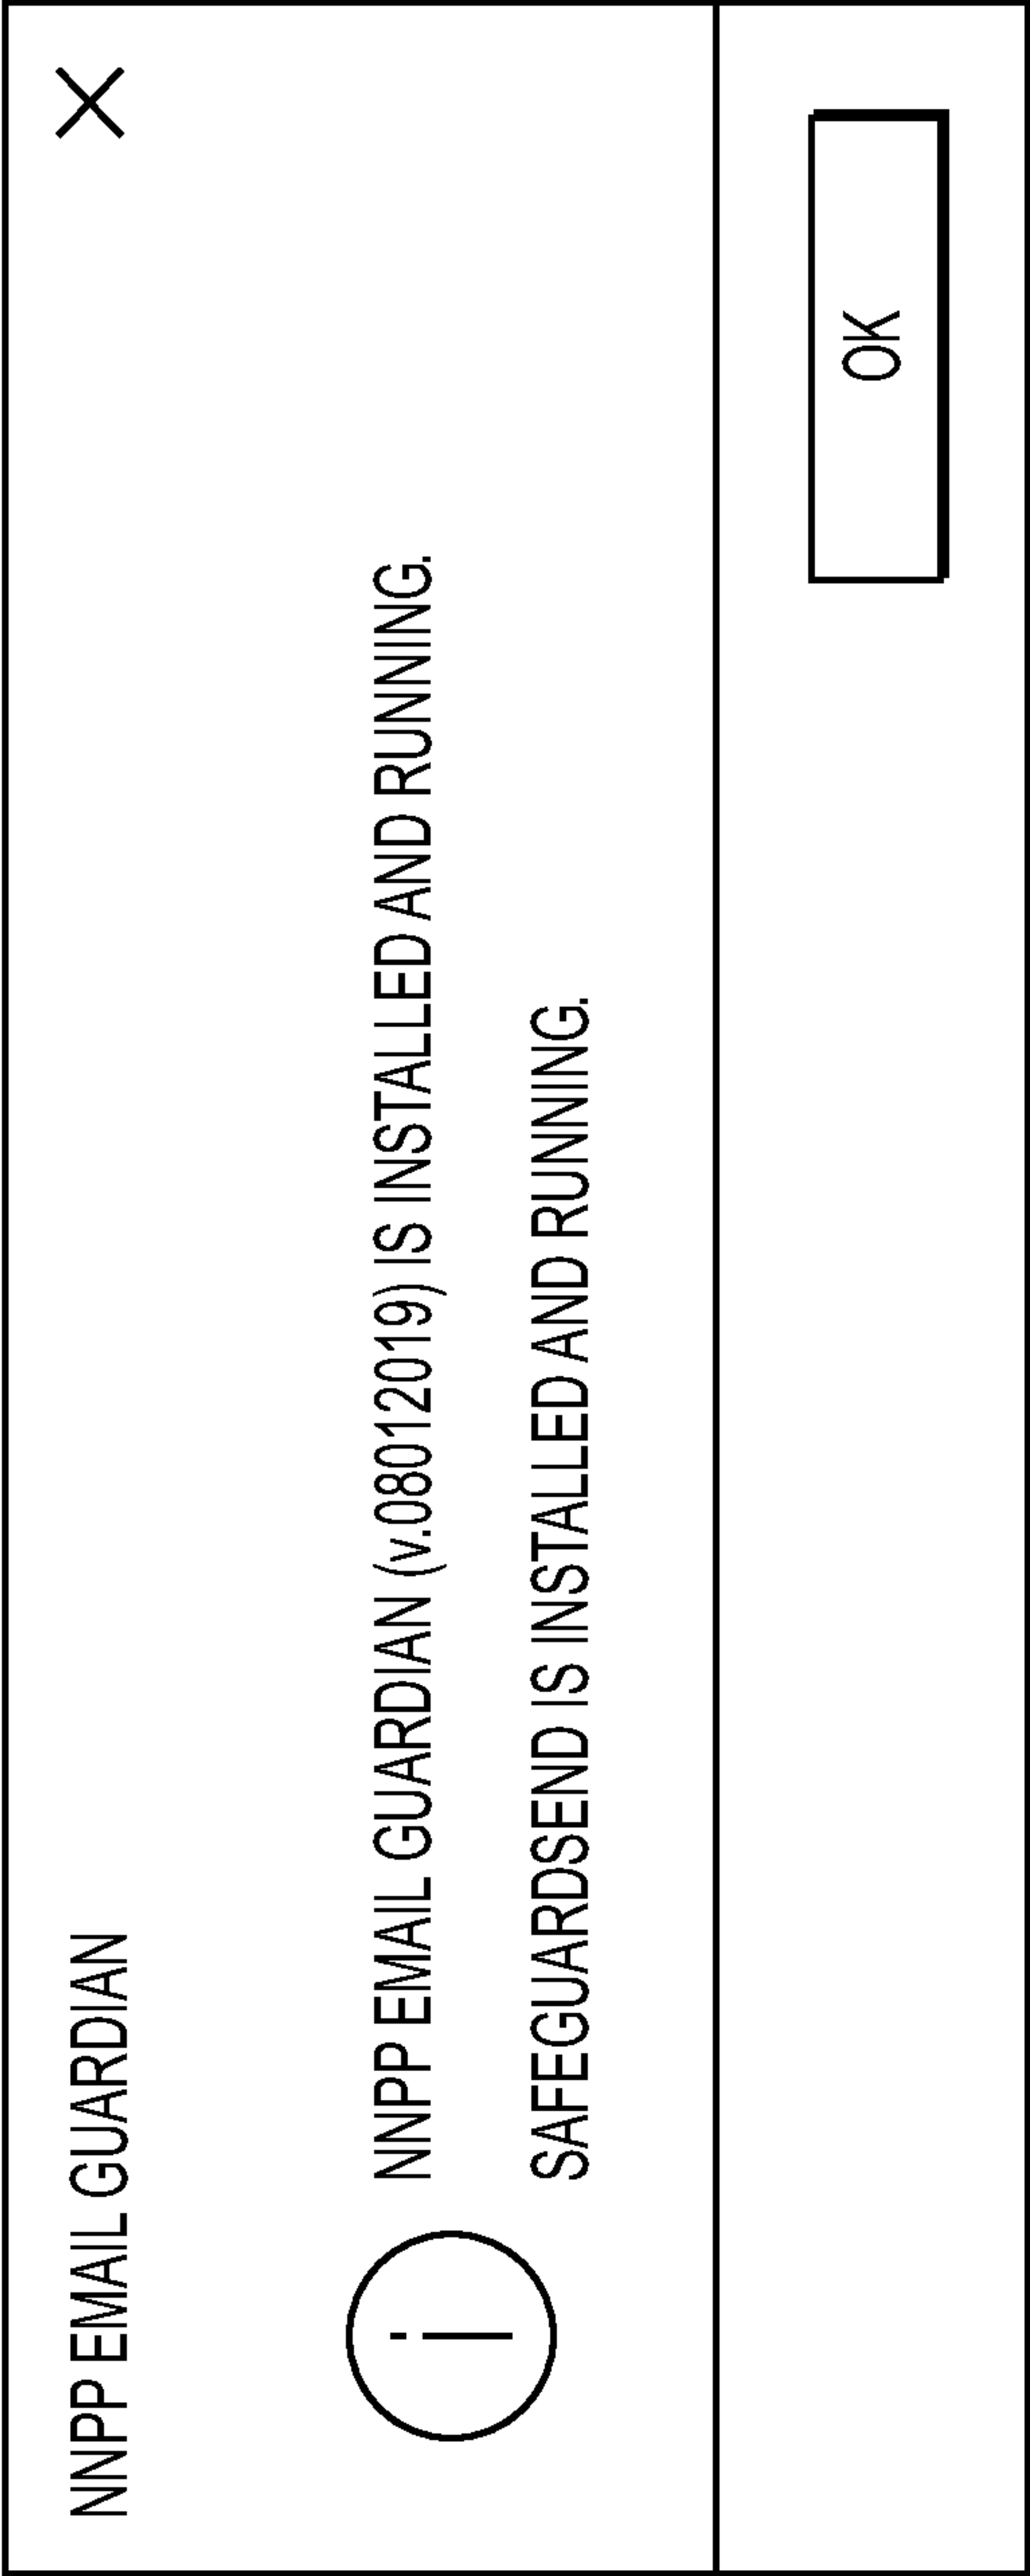 NNPP EMAIL GUARDIAN
i
NNPP EMAIL GUARDIAN (v.08012019) IS INSTALLED AND RUNNING.
SAFEGUARDSEND IS INSTALLED AND RUNNING.
OK